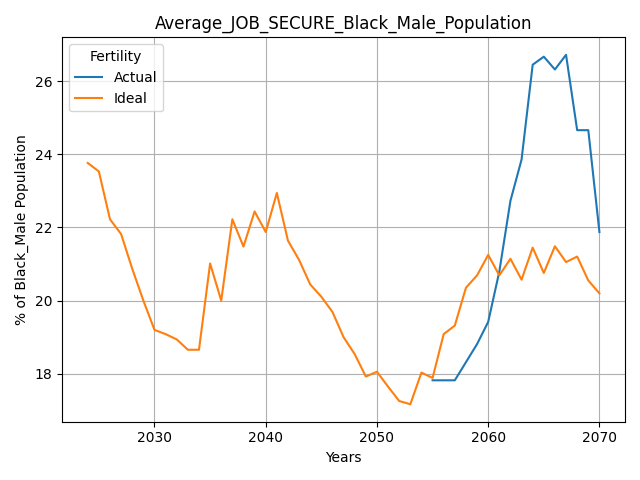 Average_JOB_SECURE_Black_Male_Population
Fertility
Actual
Ideal
% of Black_Male Population
26
24
22
20
18
2030
2040
2050
2060
2070
Years